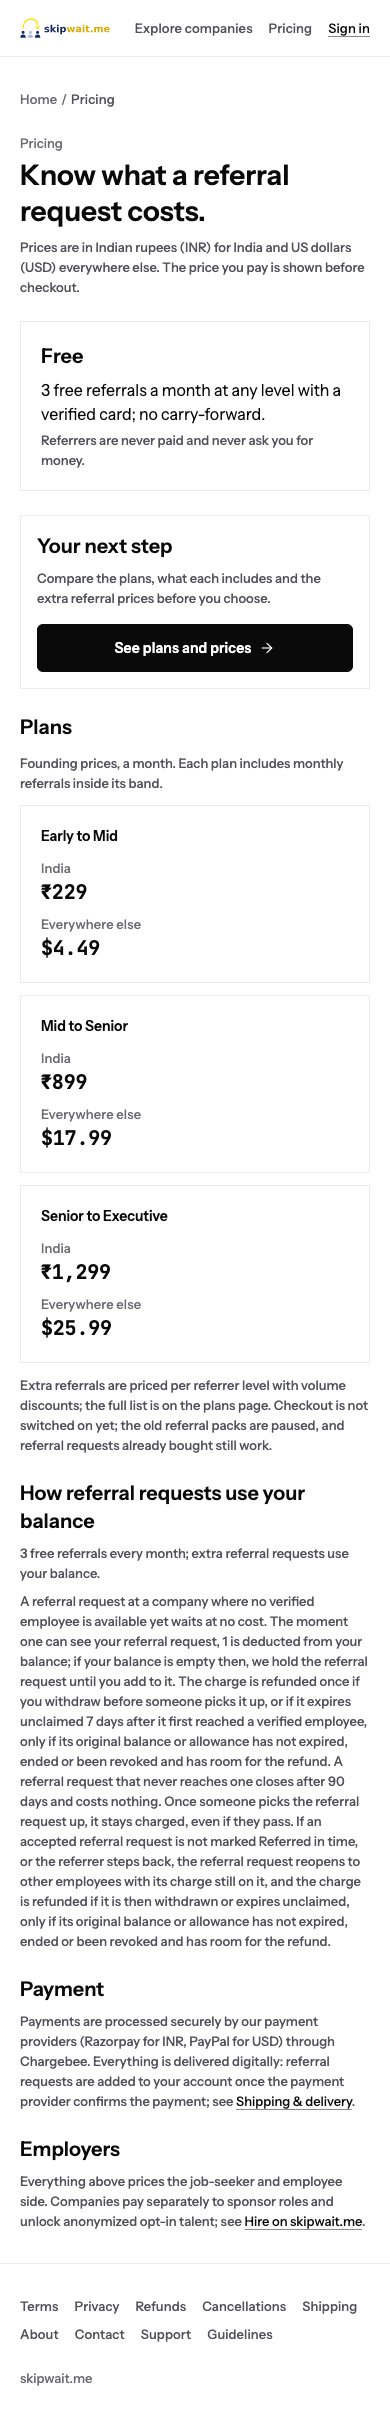 skipwait.me Explore companies Pricing Sign in
Home / Pricing
Pricing
Know what a referral
request costs.
Prices are in Indian rupees (INR) for India and US dollars
(USD) everywhere else. The price you pay is shown before
checkout.
Free
3 free referrals a month at any level with a
verified card; no carry-forward.
Referrers are never paid and never ask you for
money.
Your next step
Compare the plans, what each includes and the
extra referral prices before you choose.
See plans and prices →
Plans
Founding prices, a month. Each plan includes monthly
referrals inside its band.
Early to Mid
India
₹229
Everywhere else
$4.49
Mid to Senior
India
₹899
Everywhere else
$17.99
Senior to Executive
India
₹1,299
Everywhere else
$25.99
Extra referrals are priced per referrer level with volume
discounts; the full list is on the plans page. Checkout is not
switched on yet; the old referral packs are paused, and
referral requests already bought still work.
How referral requests use your
balance
3 free referrals every month; extra referral requests use
your balance.
A referral request at a company where no verified
employee is available yet waits at no cost. The moment
one can see your referral request, 1 is deducted from your
balance; if your balance is empty then, we hold the referral
request until you add to it. The charge is refunded once if
you withdraw before someone picks it up, or if it expires
unclaimed 7 days after it first reached a verified employee,
only if its original balance or allowance has not expired,
ended or been revoked and has room for the refund. A
referral request that never reaches one closes after 90
days and costs nothing. Once someone picks the referral
request up, it stays charged, even if they pass. If an
accepted referral request is not marked Referred in time,
or the referrer steps back, the referral request reopens to
other employees with its charge still on it, and the charge
is refunded if it is then withdrawn or expires unclaimed,
only if its original balance or allowance has not expired,
ended or been revoked and has room for the refund.
Payment
Payments are processed securely by our payment
providers (Razorpay for INR, PayPal for USD) through
Chargebee. Everything is delivered digitally: referral
requests are added to your account once the payment
provider confirms the payment; see Shipping & delivery.
Employers
Everything above prices the job-seeker and employee
side. Companies pay separately to sponsor roles and
unlock anonymized opt-in talent; see Hire on skipwait.me.
Terms Privacy Refunds Cancellations Shipping
About Contact Support Guidelines
skipwait.me